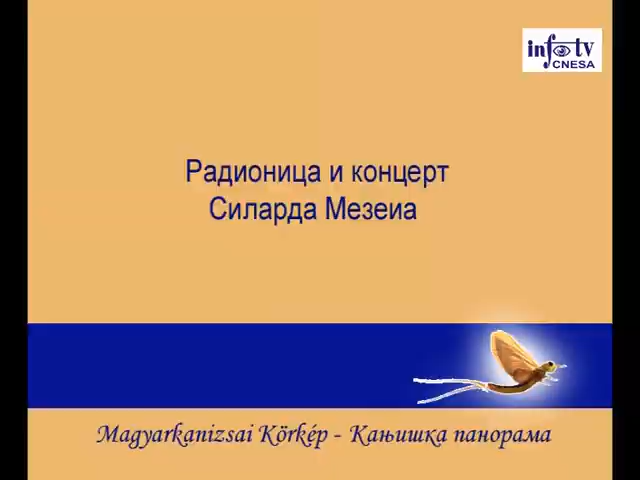 info tv
CNESA
Радионица и концерт
Силарда Мезеиа
Magyarkanizsai Körkép - Кањишка панорама